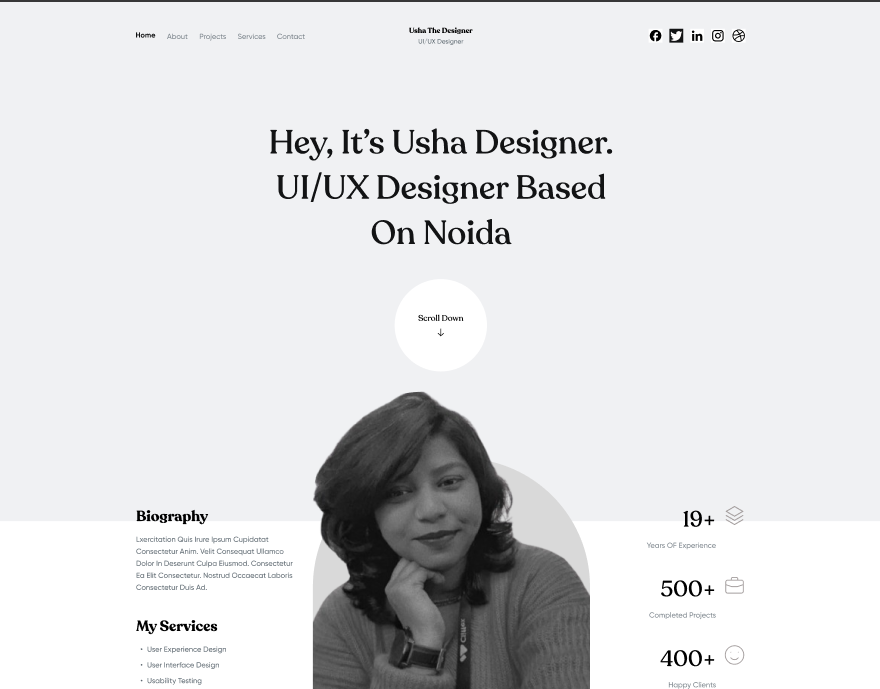 Home About Projects Services Contact
Usha The Designer
UI/UX Designer
Hey, It's Usha Designer.
UI/UX Designer Based
On Noida
Scroll Down
Biography
Lxercitation Quis Irure Ipsum Cupidatat
Consectetur Anim. Velit Consequat Ullamco
Dolor In Deserunt Culpa Eiusmod. Consectetur
Ea Elit Consectetur. Nostrud Occaecat Laboris
Consectetur Duis Ad.
My Services
• User Experience Design
• User Interface Design
• Usability Testing
19+
Years OF Experience
500+
Completed Projects
400+
Happy Clients